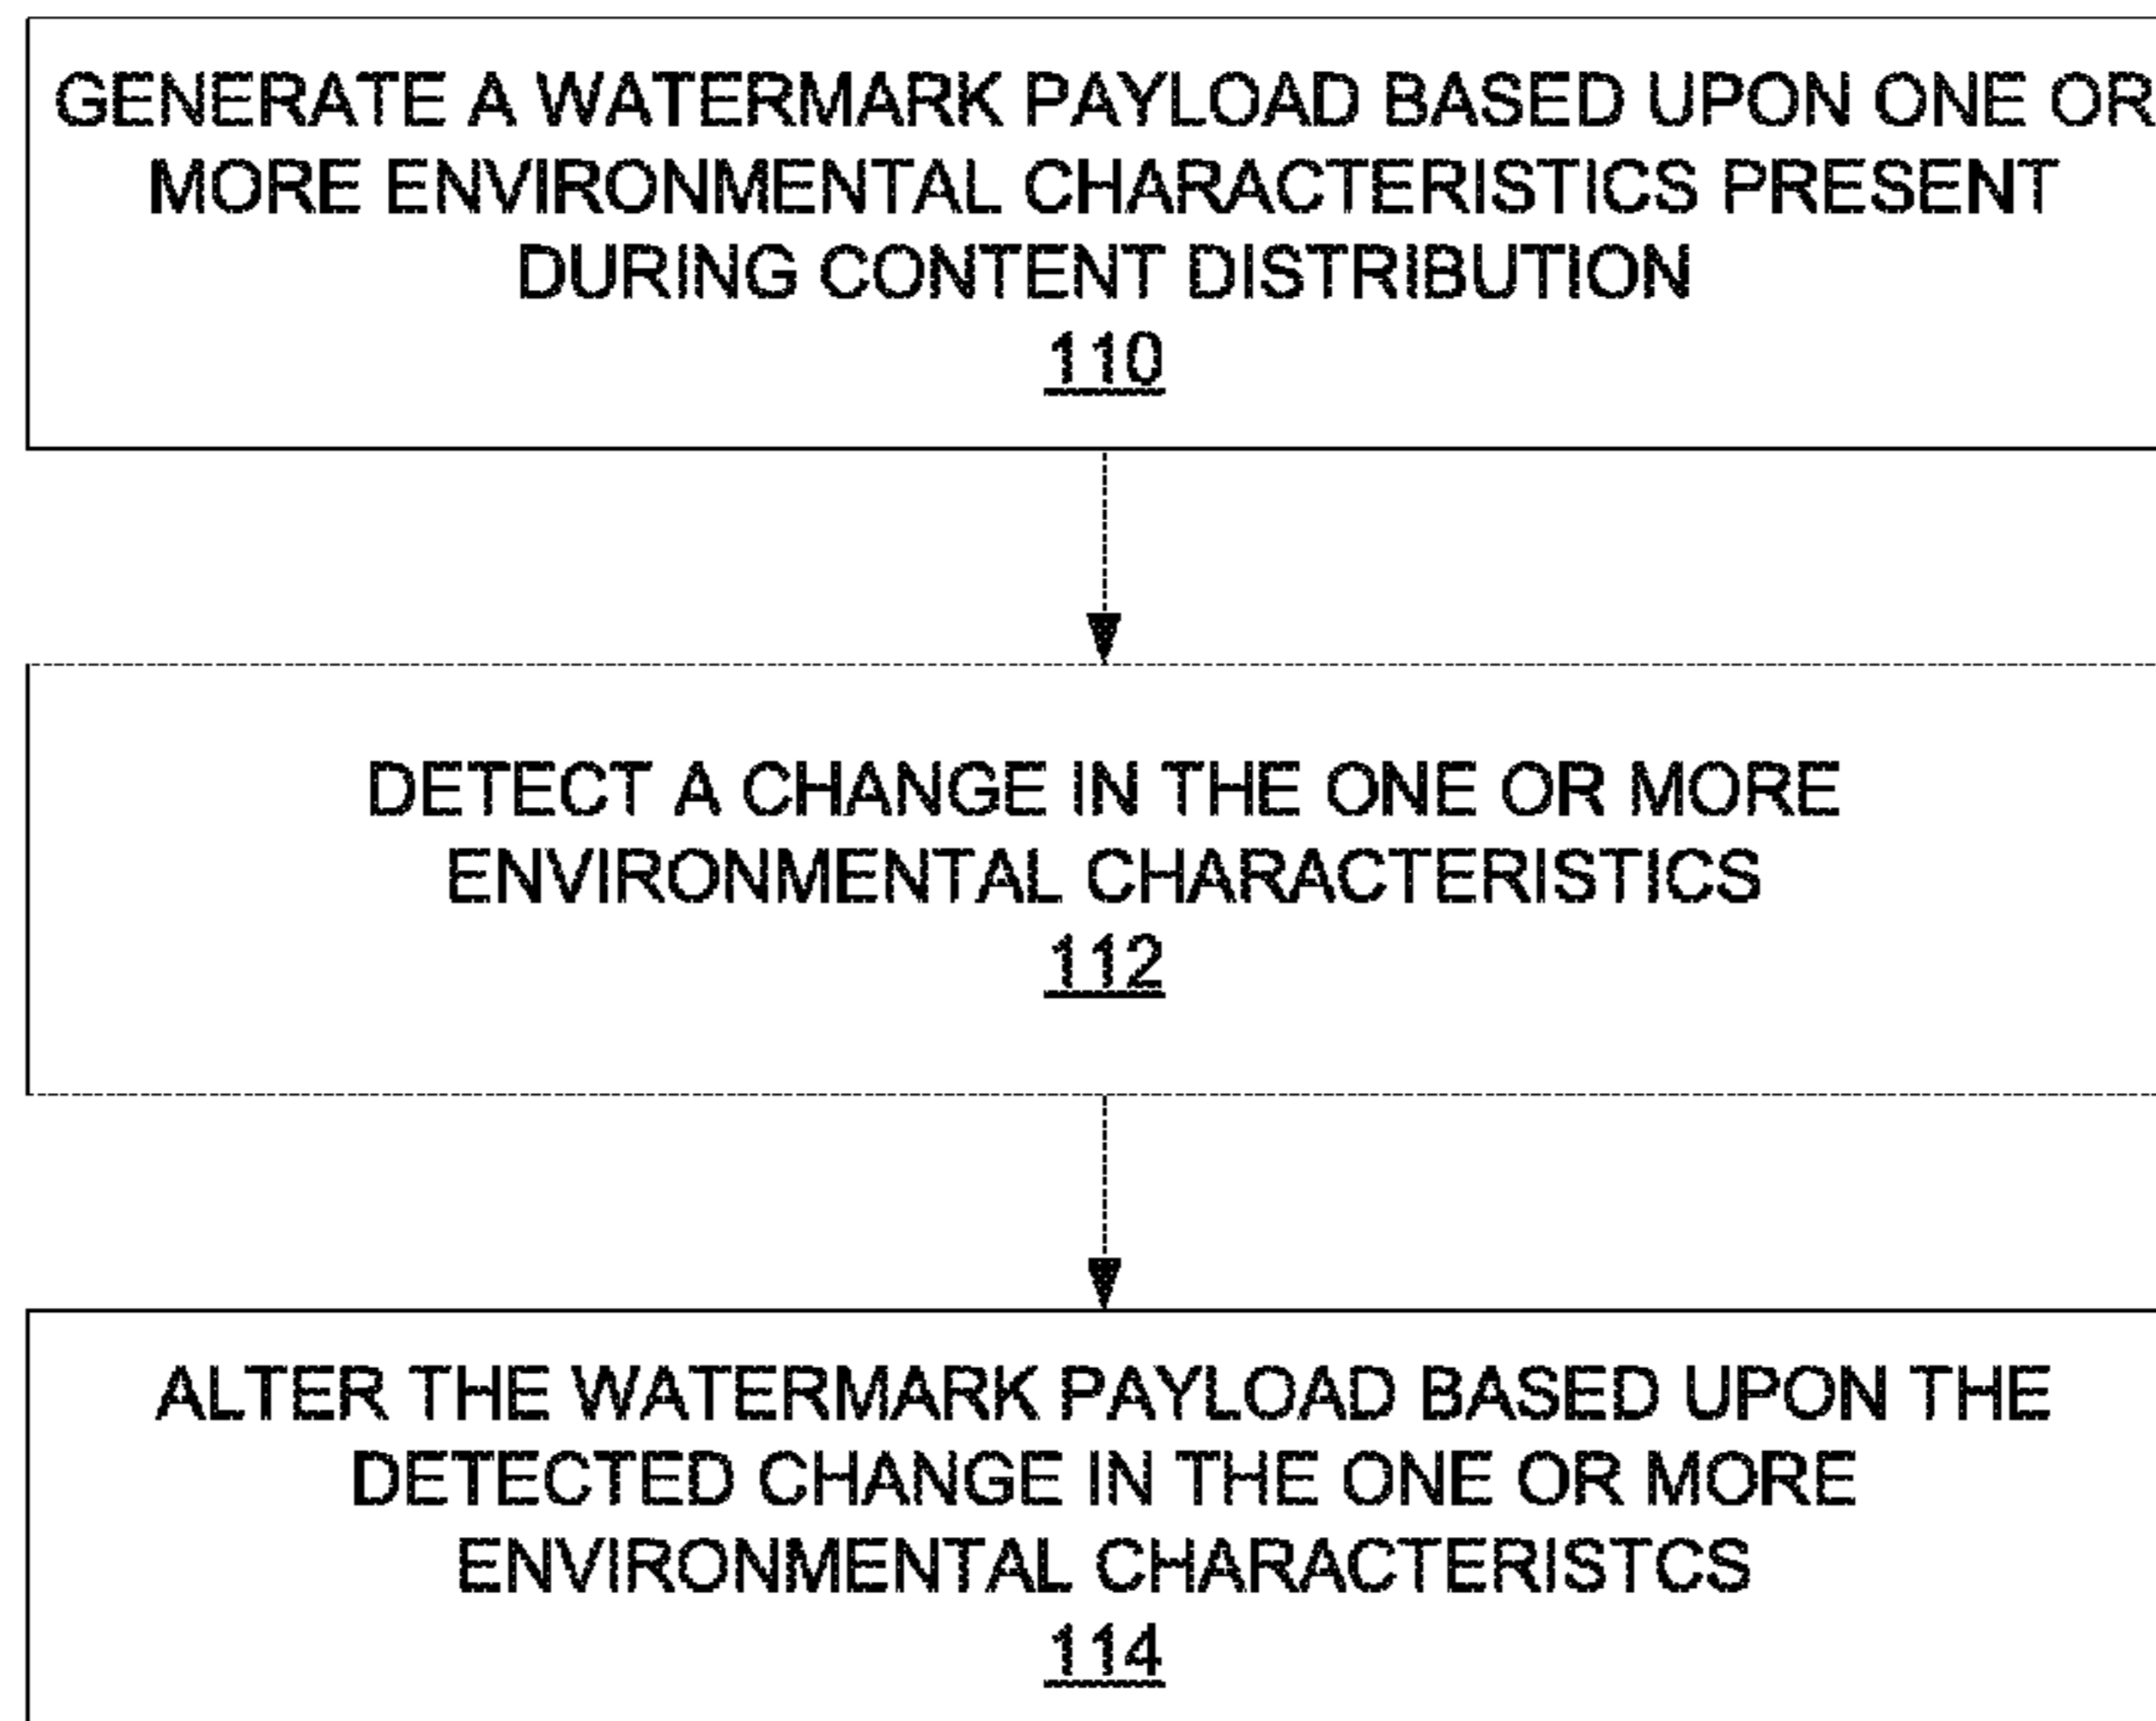 GENERATE A WATERMARK PAYLOAD BASED UPON ONE OR
MORE ENVIRONMENTAL CHARACTERISTICS PRESENT
DURING CONTENT DISTRIBUTION
110
DETECT A CHANGE IN THE ONE OR MORE
ENVIRONMENTAL CHARACTERISTICS
112
ALTER THE WATERMARK PAYLOAD BASED UPON THE
DETECTED CHANGE IN THE ONE OR MORE
ENVIRONMENTAL CHARACTERISTCS
114